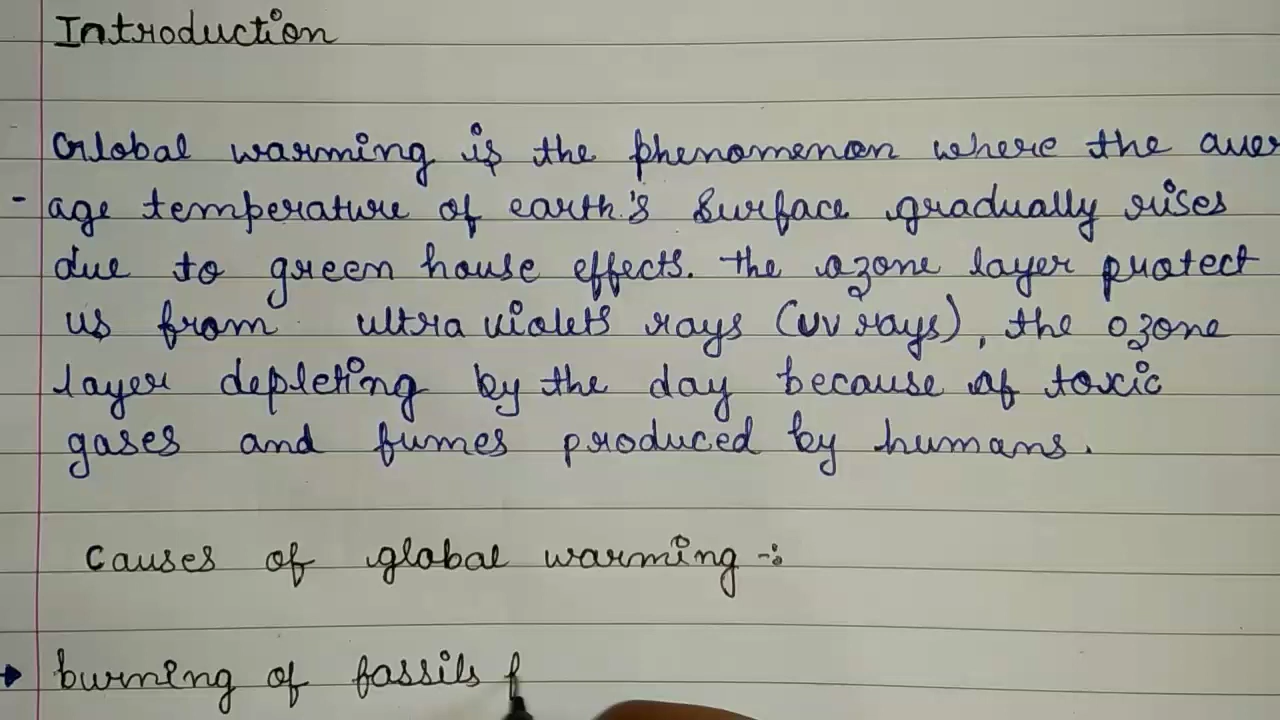 Introduction
Global warming is the phenomenon where the aver
-age temperature of earth's surface gradually rises
due to green house effects. the ozone layer protect
us from ultra violets rays (UV rays), the ozone
layer depleting by the day because of toxic
gases and fumes produced by humans.
Causes of global warming -:
burning of fossils f